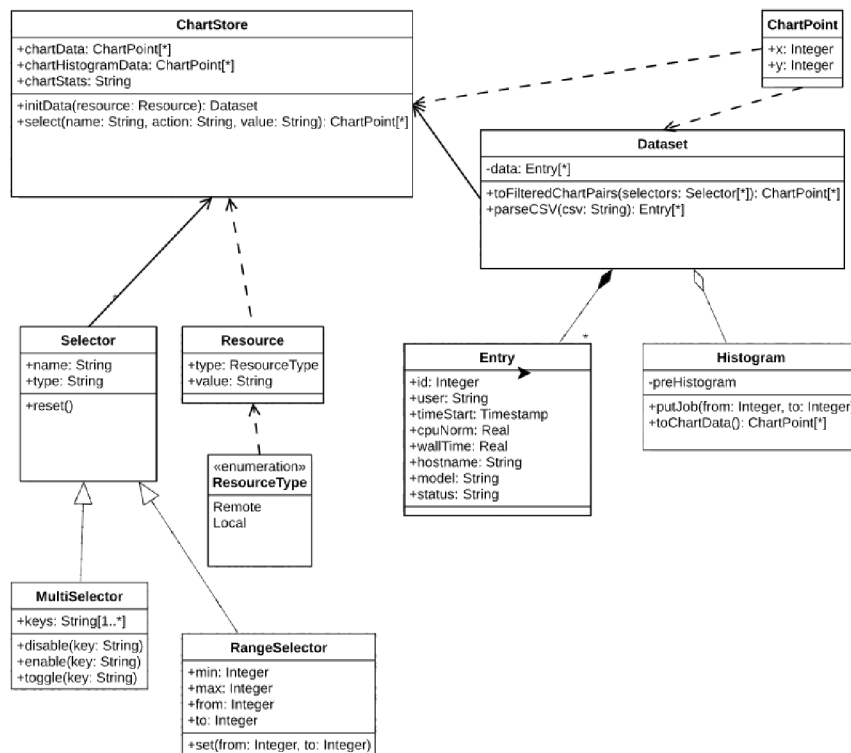 ChartStore
+chartData: ChartPoint[*]
+chartHistogramData: ChartPoint[*]
+chartStats: String
+initData(resource: Resource): Dataset
+select(name: String, action: String, value: String): ChartPoint[*]
ChartPoint
+x: Integer
+y: Integer
Dataset
-data: Entry[*]
+toFilteredChartPairs(selectors: Selector[*]): ChartPoint[*]
+parseCSV(csv: String): Entry[*]
*
Selector
+name: String
+type: String
+reset()
Resource
+type: ResourceType
+value: String
*
Entry
+id: Integer
+user: String
+timeStart: Timestamp
+cpuNorm: Real
+wallTime: Real
+hostname: String
+model: String
+status: String
Histogram
-preHistogram
+putJob(from: Integer, to: Integer)
+toChartData(): ChartPoint[*]
«enumeration»
ResourceType
Remote
Local
MultiSelector
+keys: String[1..*]
+disable(key: String)
+enable(key: String)
+toggle(key: String)
RangeSelector
+min: Integer
+max: Integer
+from: Integer
+to: Integer
+set(from: Integer, to: Integer)